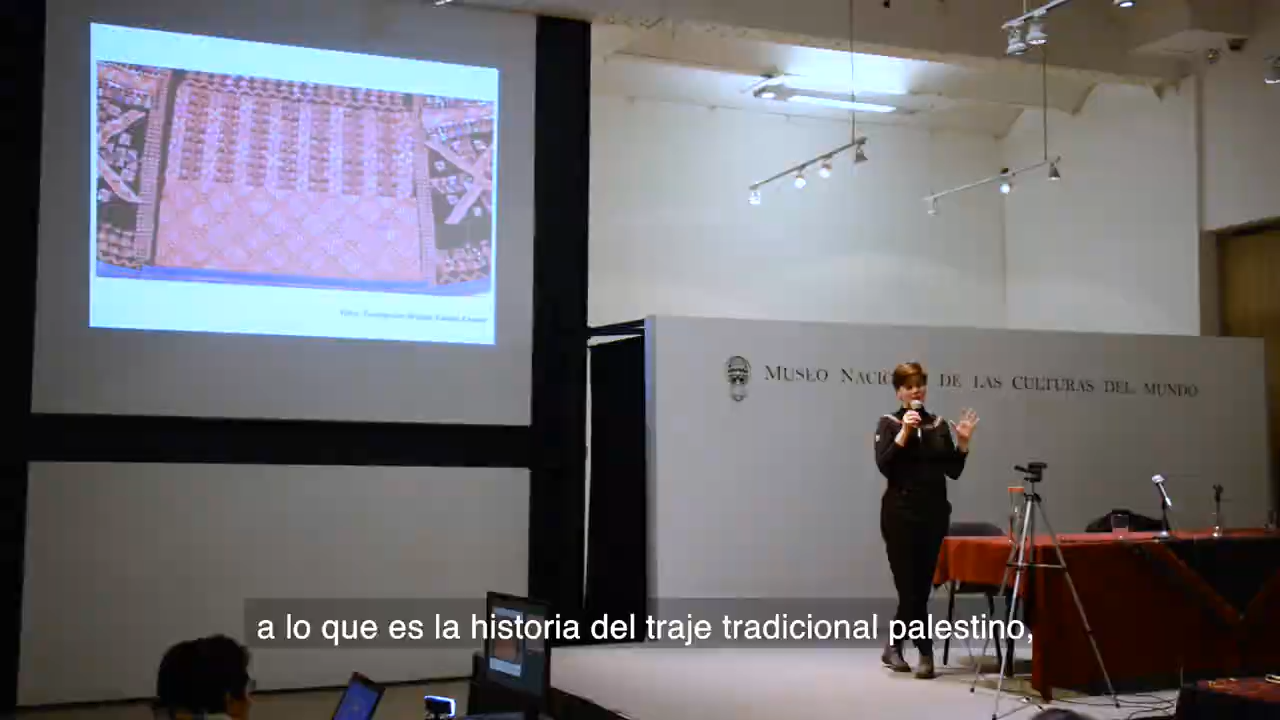 MUSEO NACIO DE LAS CULTURAS DEL MUNDO
a lo que es la historia del traje tradicional palestino,